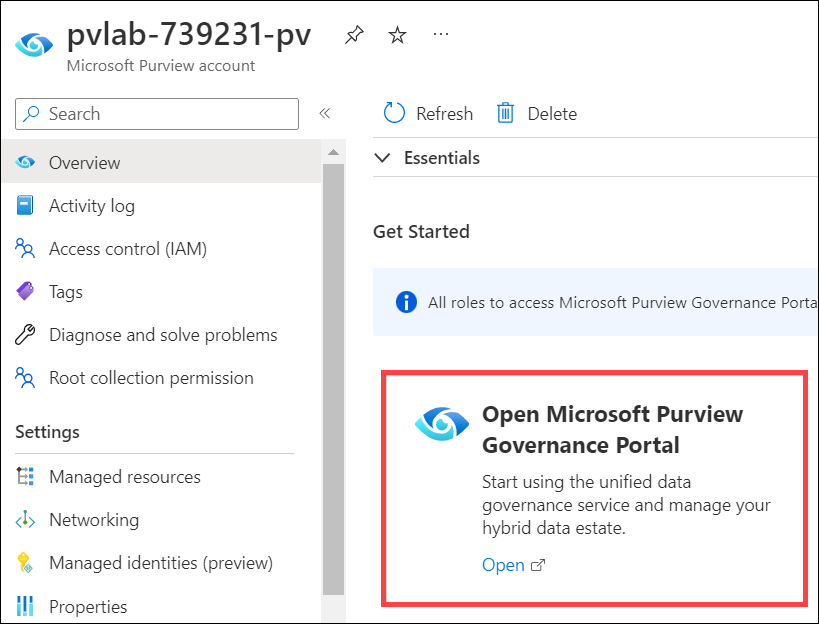 pvlab-739231-pv
Microsoft Purview account
Search
Refresh
Delete
Overview
Activity log
Access control (IAM)
Tags
Diagnose and solve problems
Root collection permission
Settings
Managed resources
Networking
Managed identities (preview)
Properties
Essentials
Get Started
All roles to access Microsoft Purview Governance Porta
Open Microsoft Purview
Governance Portal
Start using the unified data
governance service and manage your
hybrid data estate.
Open